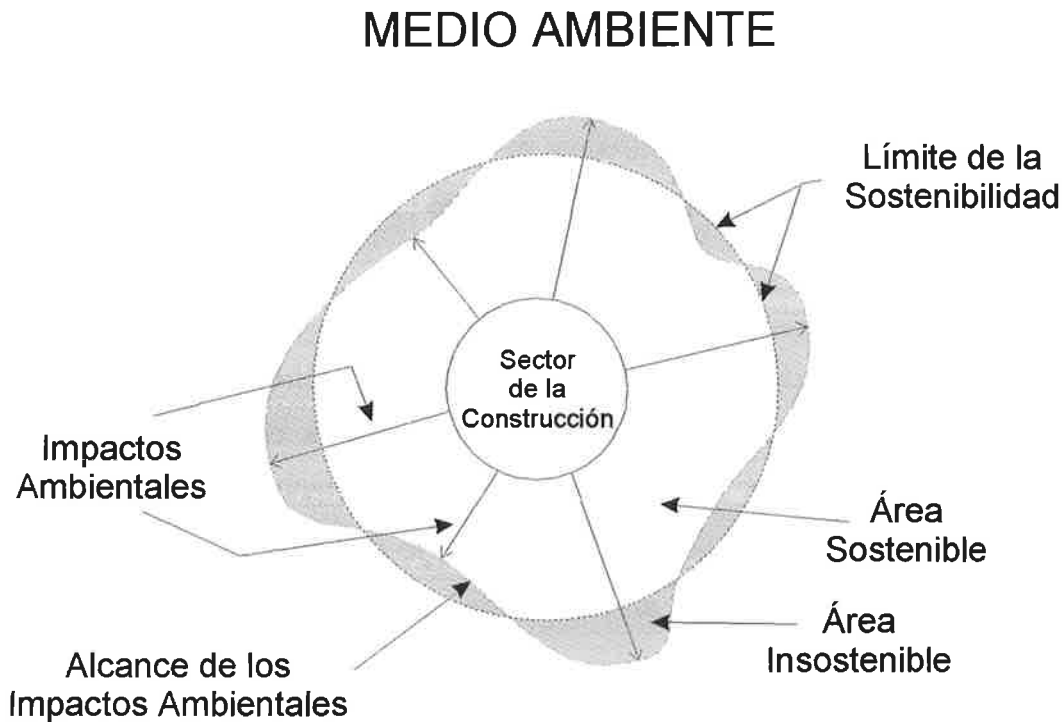 MEDIO AMBIENTE
Límite de la
Sostenibilidad
Sector
de la
Construcción
Impactos
Ambientales
Área
Sostenible
Área
Insostenible
Alcance de los
Impactos Ambientales